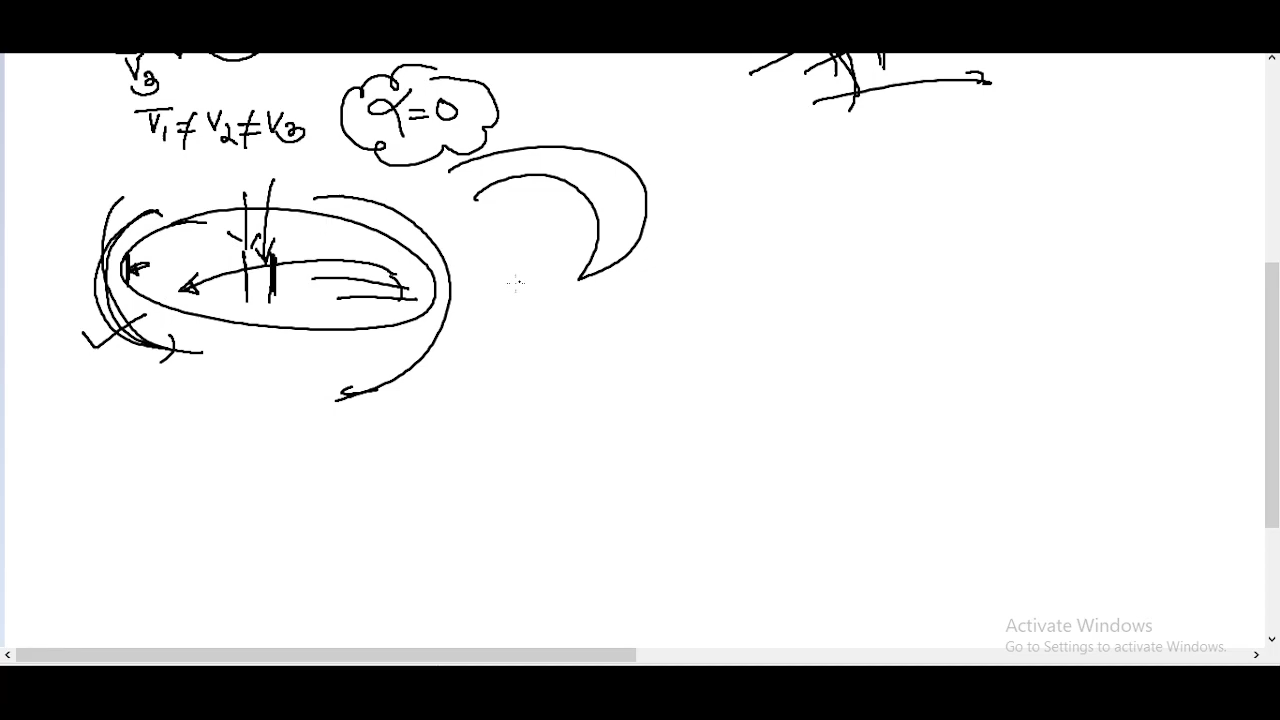 V₃
V₁ ≠ V₂ ≠ V₃
α = 0
Activate Windows
Go to Settings to activate Windows.